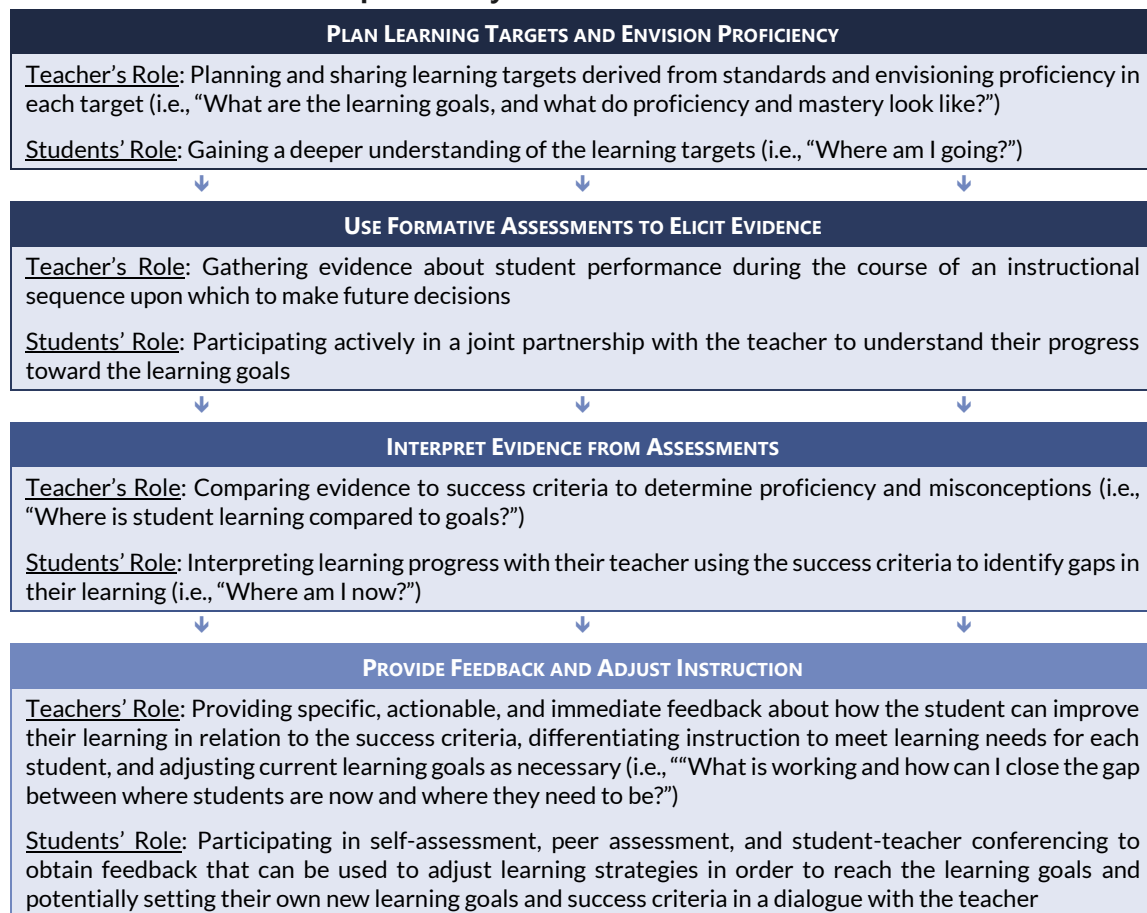 PLAN LEARNING TARGETS AND ENVISION PROFICIENCY
Teacher’s Role: Planning and sharing learning targets derived from standards and envisioning proficiency in
each target (i.e., “What are the learning goals, and what do proficiency and mastery look like?”)
Students’ Role: Gaining a deeper understanding of the learning targets (i.e., “Where am I going?”)
USE FORMATIVE ASSESSMENTS TO ELICIT EVIDENCE
Teacher’s Role: Gathering evidence about student performance during the course of an instructional
sequence upon which to make future decisions
Students’ Role: Participating actively in a joint partnership with the teacher to understand their progress
toward the learning goals
INTERPRET EVIDENCE FROM ASSESSMENTS
Teacher’s Role: Comparing evidence to success criteria to determine proficiency and misconceptions (i.e.,
“Where is student learning compared to goals?”)
Students’ Role: Interpreting learning progress with their teacher using the success criteria to identify gaps in
their learning (i.e., “Where am I now?”)
PROVIDE FEEDBACK AND ADJUST INSTRUCTION
Teachers’ Role: Providing specific, actionable, and immediate feedback about how the student can improve
their learning in relation to the success criteria, differentiating instruction to meet learning needs for each
student, and adjusting current learning goals as necessary (i.e., ““What is working and how can I close the gap
between where students are now and where they need to be?”)
Students’ Role: Participating in self-assessment, peer assessment, and student-teacher conferencing to
obtain feedback that can be used to adjust learning strategies in order to reach the learning goals and
potentially setting their own new learning goals and success criteria in a dialogue with the teacher